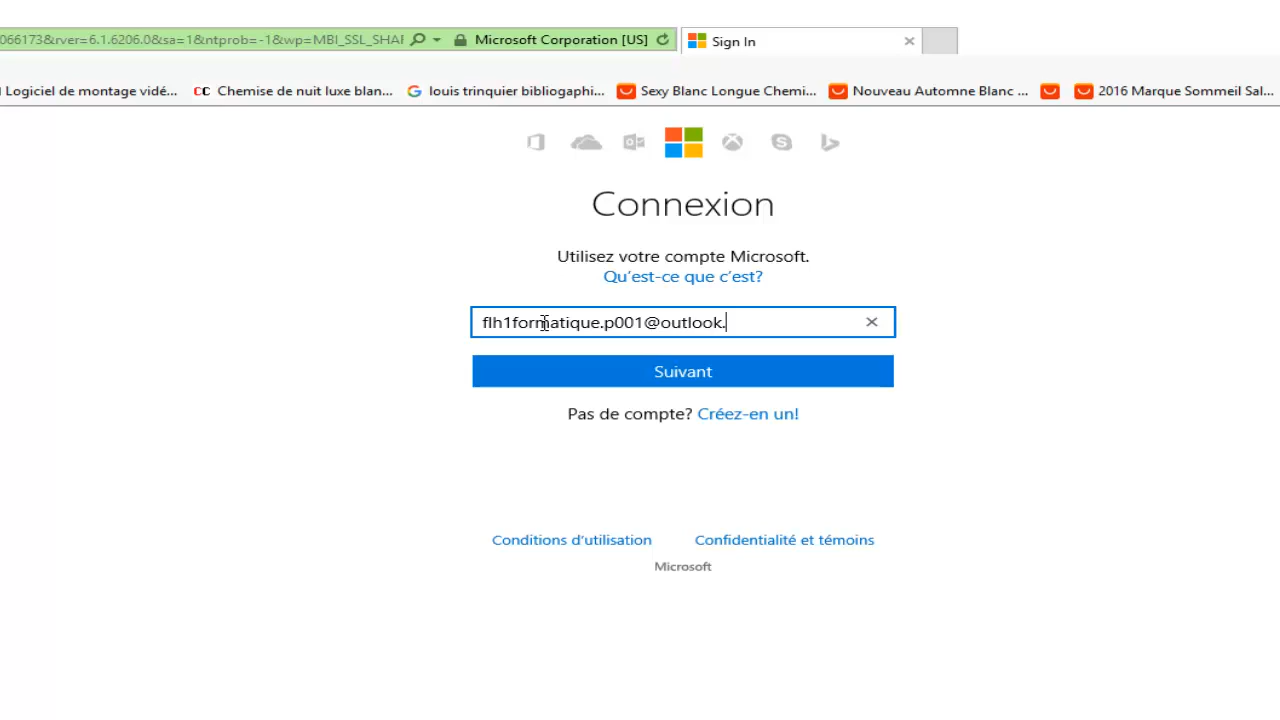 066173&rver=6.1.6206.0&sa=1&ntprob=-1&wp=MBI_SSL_SHAI Microsoft Corporation [US] Sign In
Logiciel de montage vidé... CC Chemise de nuit luxe blan... G louis trinquier bibliogaphi... Sexy Blanc Longue Chemi... Nouveau Automne Blanc ... 2016 Marque Sommeil Sal...
Connexion
Utilisez votre compte Microsoft.
Qu'est-ce que c'est?
flh1formatique.p001@outlook.
Suivant
Pas de compte? Créez-en un!
Conditions d'utilisation Confidentialité et témoins
Microsoft